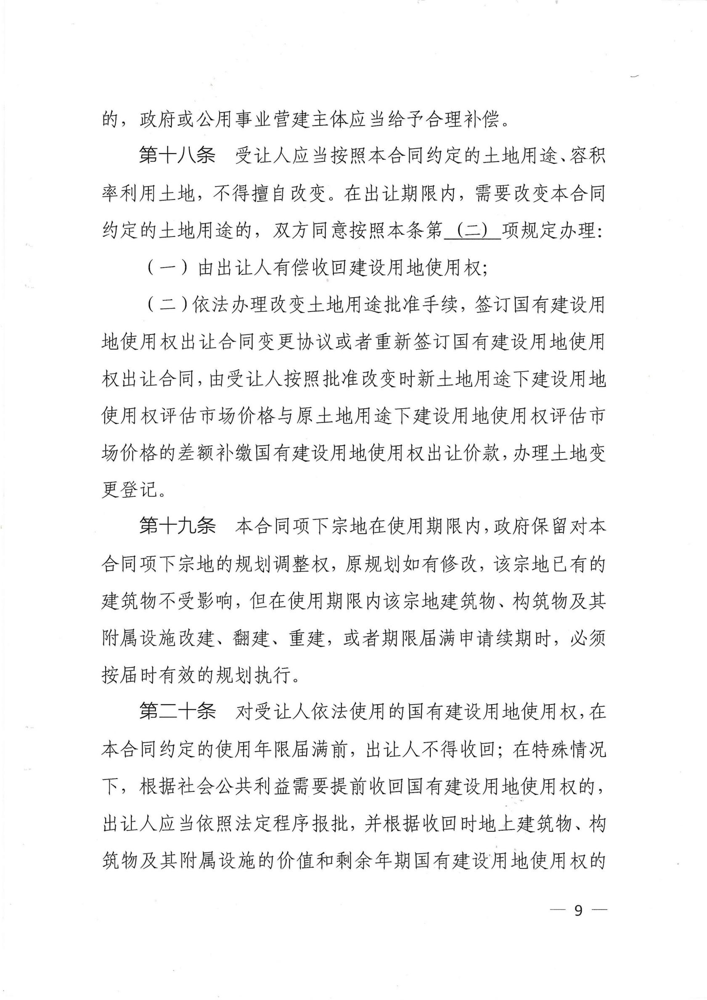 的，政府或公用事业营建主体应当给予合理补偿。
第十八条　受让人应当按照本合同约定的土地用途、容积
率利用土地，不得擅自改变。在出让期限内，需要改变本合同
约定的土地用途的，双方同意按照本条第 (二) 项规定办理：
（一）由出让人有偿收回建设用地使用权；
（二）依法办理改变土地用途批准手续，签订国有建设用
地使用权出让合同变更协议或者重新签订国有建设用地使用
权出让合同，由受让人按照批准改变时新土地用途下建设用地
使用权评估市场价格与原土地用途下建设用地使用权评估市
场价格的差额补缴国有建设用地使用权出让价款，办理土地变
更登记。
第十九条　本合同项下宗地在使用期限内，政府保留对本
合同项下宗地的规划调整权，原规划如有修改，该宗地已有的
建筑物不受影响，但在使用期限内该宗地建筑物、构筑物及其
附属设施改建、翻建、重建，或者期限届满申请续期时，必须
按届时有效的规划执行。
第二十条　对受让人依法使用的国有建设用地使用权，在
本合同约定的使用年限届满前，出让人不得收回；在特殊情况
下，根据社会公共利益需要提前收回国有建设用地使用权的，
出让人应当依照法定程序报批，并根据收回时地上建筑物、构
筑物及其附属设施的价值和剩余年期国有建设用地使用权的
— 9 —